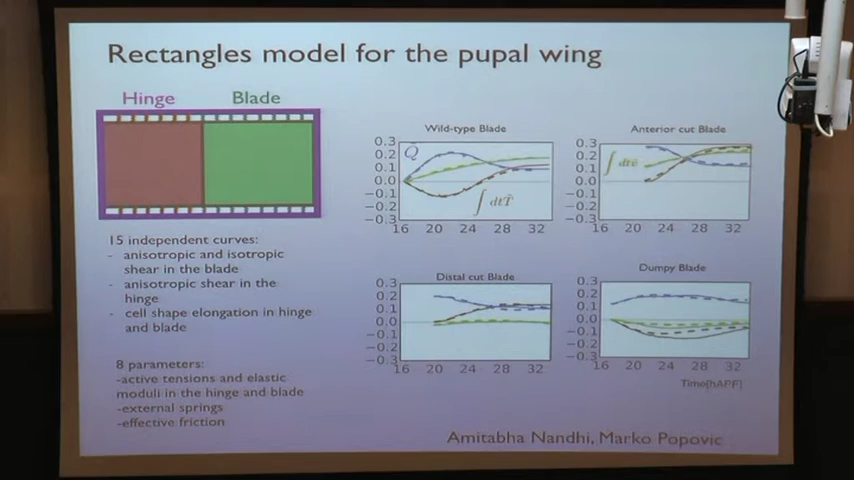 Rectangles model for the pupal wing
Hinge Blade
15 independent curves:
- anisotropic and isotropic
shear in the blade
- anisotropic shear in the
hinge
- cell shape elongation in hinge
and blade
8 parameters:
-active tensions and elastic
moduli in the hinge and blade
-external springs
-effective friction
Wild-type Blade
0.3
0.2
0.1
0.0
−0.1
−0.2
−0.3
Q̃
∫ dtT̃
16 20 24 28 32
Anterior cut Blade
0.3
0.2
0.1
0.0
−0.1
−0.2
−0.3
∫ dtṽ
16 20 24 28 32
Distal cut Blade
0.3
0.2
0.1
0.0
−0.1
−0.2
−0.3
16 20 24 28 32
Dumpy Blade
0.3
0.2
0.1
0.0
−0.1
−0.2
−0.3
16 20 24 28 32
Time[hAPF]
Amitabha Nandhi, Marko Popovic